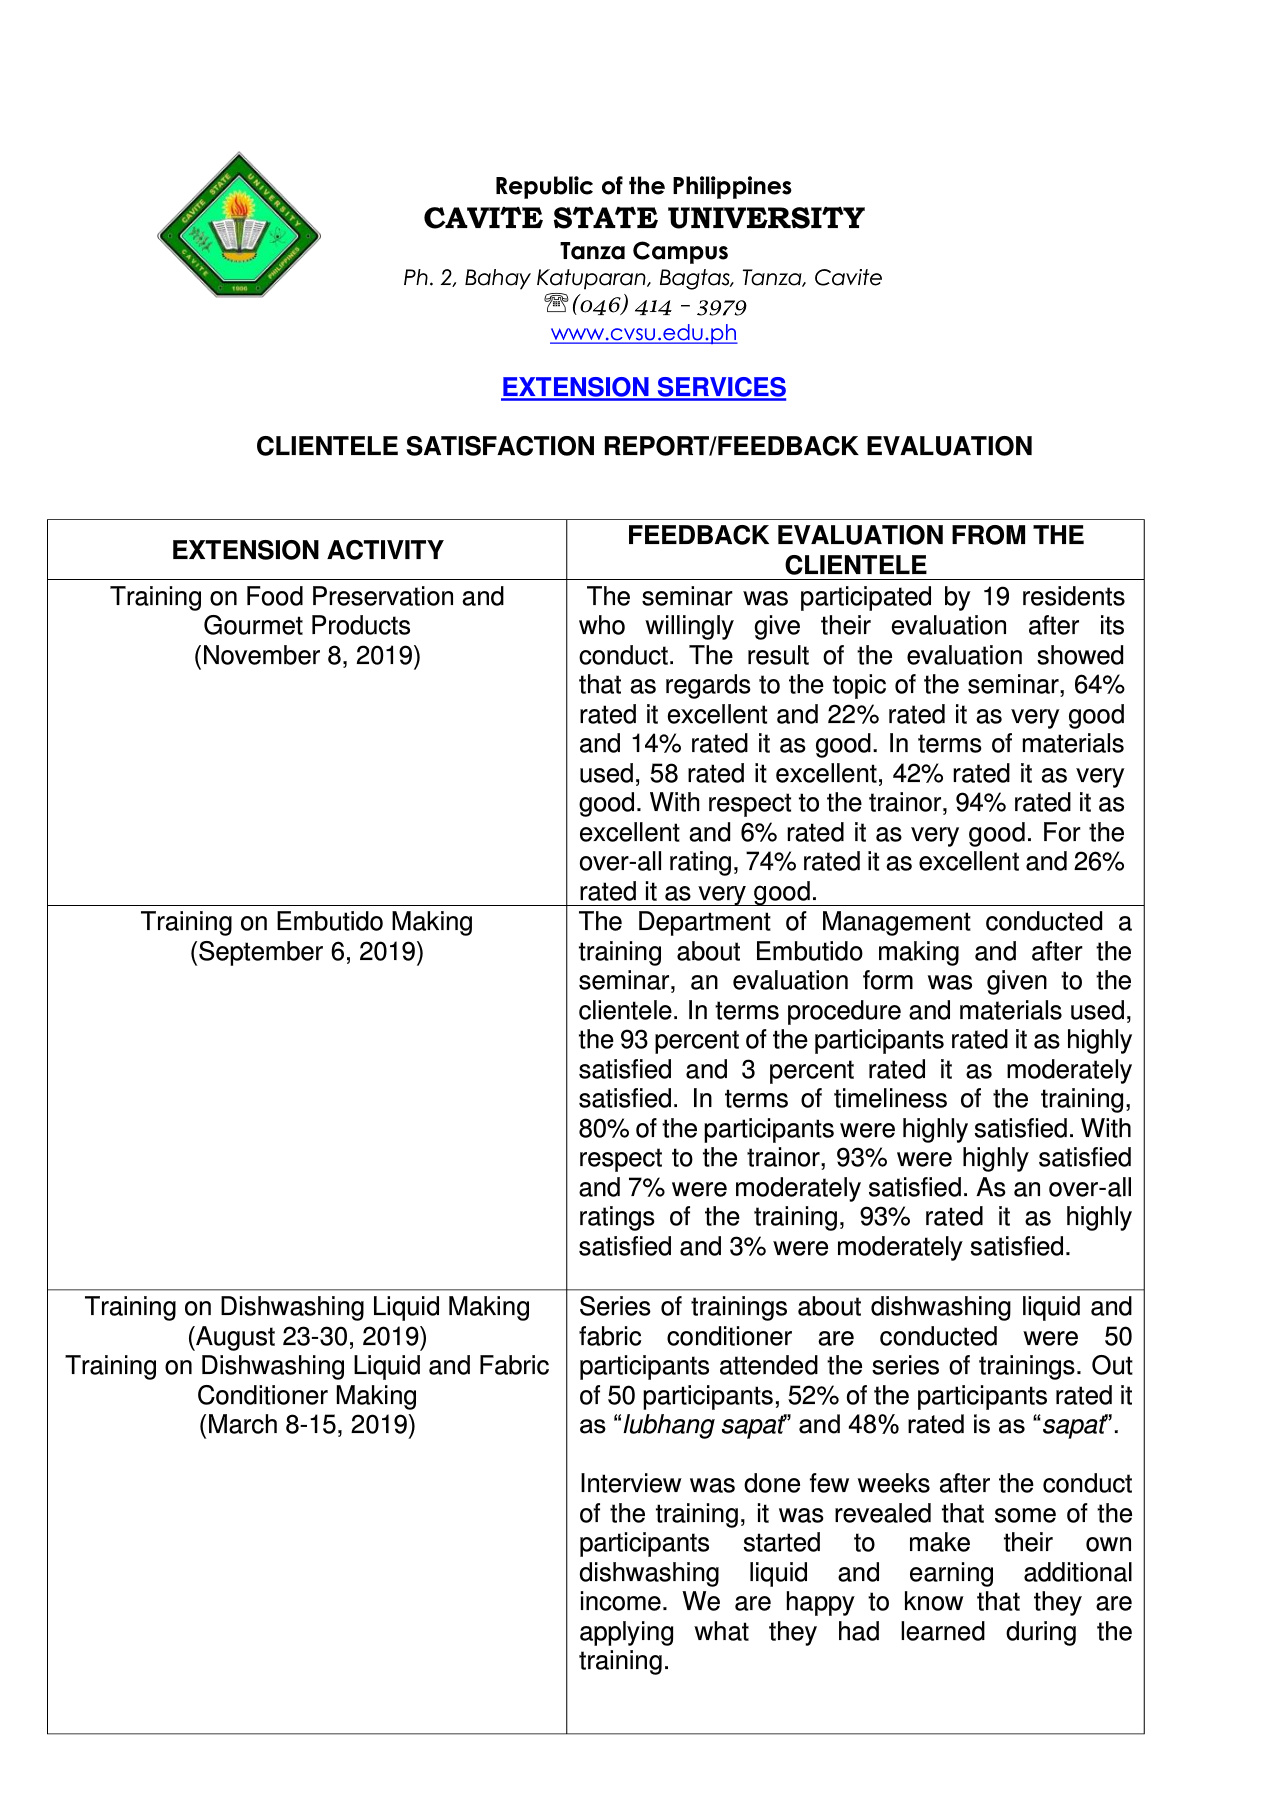 CAVITE STATE UNIVERSITY
CAVITE PHILIPPINES
1906
Republic of the Philippines
CAVITE STATE UNIVERSITY
Tanza Campus
Ph. 2, Bahay Katuparan, Bagtas, Tanza, Cavite
☏(046) 414 – 3979
www.cvsu.edu.ph
EXTENSION SERVICES
CLIENTELE SATISFACTION REPORT/FEEDBACK EVALUATION
EXTENSION ACTIVITY
FEEDBACK EVALUATION FROM THE
CLIENTELE
Training on Food Preservation and
Gourmet Products
(November 8, 2019)
The seminar was participated by 19 residents
who willingly give their evaluation after its
conduct. The result of the evaluation showed
that as regards to the topic of the seminar, 64%
rated it excellent and 22% rated it as very good
and 14% rated it as good. In terms of materials
used, 58 rated it excellent, 42% rated it as very
good. With respect to the trainor, 94% rated it as
excellent and 6% rated it as very good. For the
over-all rating, 74% rated it as excellent and 26%
rated it as very good.
Training on Embutido Making
(September 6, 2019)
The Department of Management conducted a
training about Embutido making and after the
seminar, an evaluation form was given to the
clientele. In terms procedure and materials used,
the 93 percent of the participants rated it as highly
satisfied and 3 percent rated it as moderately
satisfied. In terms of timeliness of the training,
80% of the participants were highly satisfied. With
respect to the trainor, 93% were highly satisfied
and 7% were moderately satisfied. As an over-all
ratings of the training, 93% rated it as highly
satisfied and 3% were moderately satisfied.
Training on Dishwashing Liquid Making
(August 23-30, 2019)
Training on Dishwashing Liquid and Fabric
Conditioner Making
(March 8-15, 2019)
Series of trainings about dishwashing liquid and
fabric conditioner are conducted were 50
participants attended the series of trainings. Out
of 50 participants, 52% of the participants rated it
as “lubhang sapat” and 48% rated is as “sapat”.
Interview was done few weeks after the conduct
of the training, it was revealed that some of the
participants started to make their own
dishwashing liquid and earning additional
income. We are happy to know that they are
applying what they had learned during the
training.